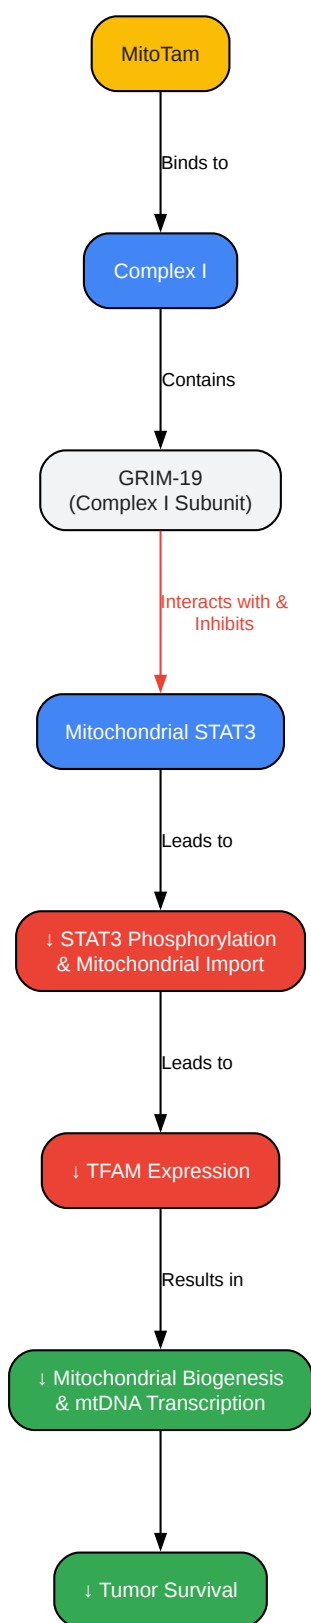 MitoTam
Binds to
Complex I
Contains
GRIM-19
(Complex I Subunit)
Interacts with &
Inhibits
Mitochondrial STAT3
Leads to
↓ STAT3 Phosphorylation
& Mitochondrial Import
Leads to
↓ TFAM Expression
Results in
↓ Mitochondrial Biogenesis
& mtDNA Transcription
↓ Tumor Survival